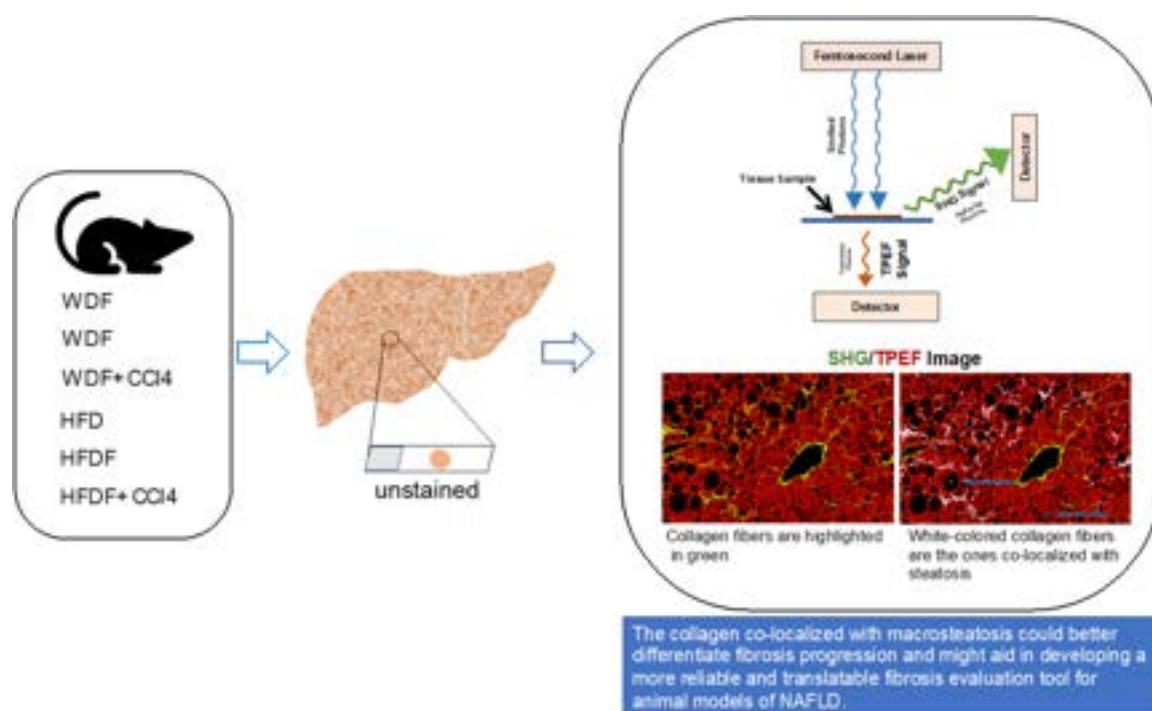 WDF
WDF
WDF+ CCl4
HFD
HFDF
HFDF+ CCl4
unstained
Femtosecond Laser
Photons
Tissue Sample
SHG Signal
Detector
TPEF
Signal
Detector
SHG/TPEF Image
Collagen fibers are highlighted
in green
White-colored collagen fibers
are the ones co-localized with
steatosis
The collagen co-localized with macrosteatosis could better
differentiate fibrosis progression and might aid in developing a
more reliable and translatable fibrosis evaluation tool for
animal models of NAFLD.